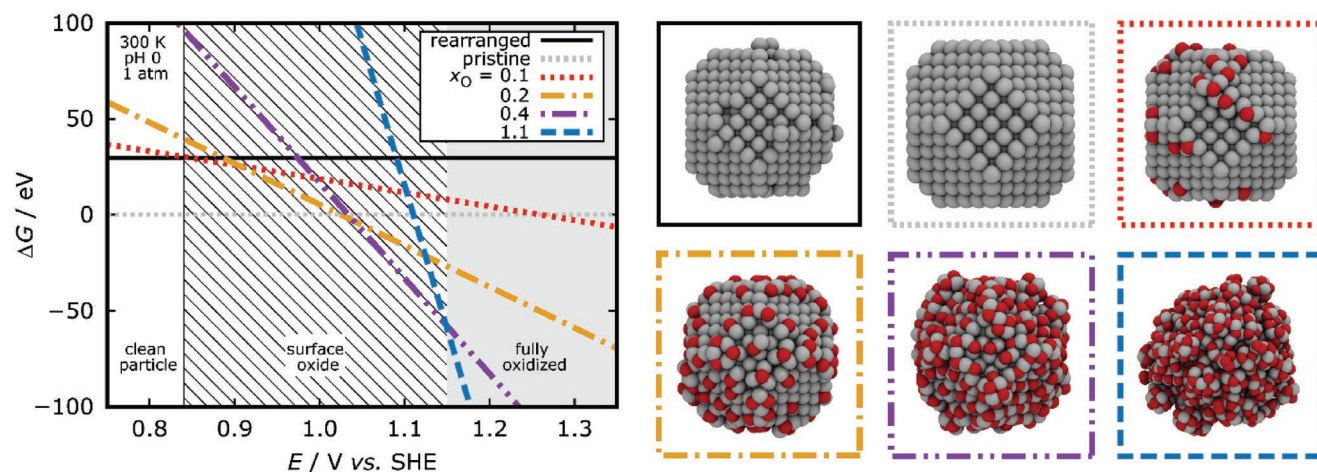 100
50
0
−50
−100
ΔG / eV
300 K
pH 0
1 atm
rearranged
pristine
xO = 0.1
0.2
0.4
1.1
clean
particle
surface
oxide
fully
oxidized
0.8 0.9 1.0 1.1 1.2 1.3
E / V vs. SHE